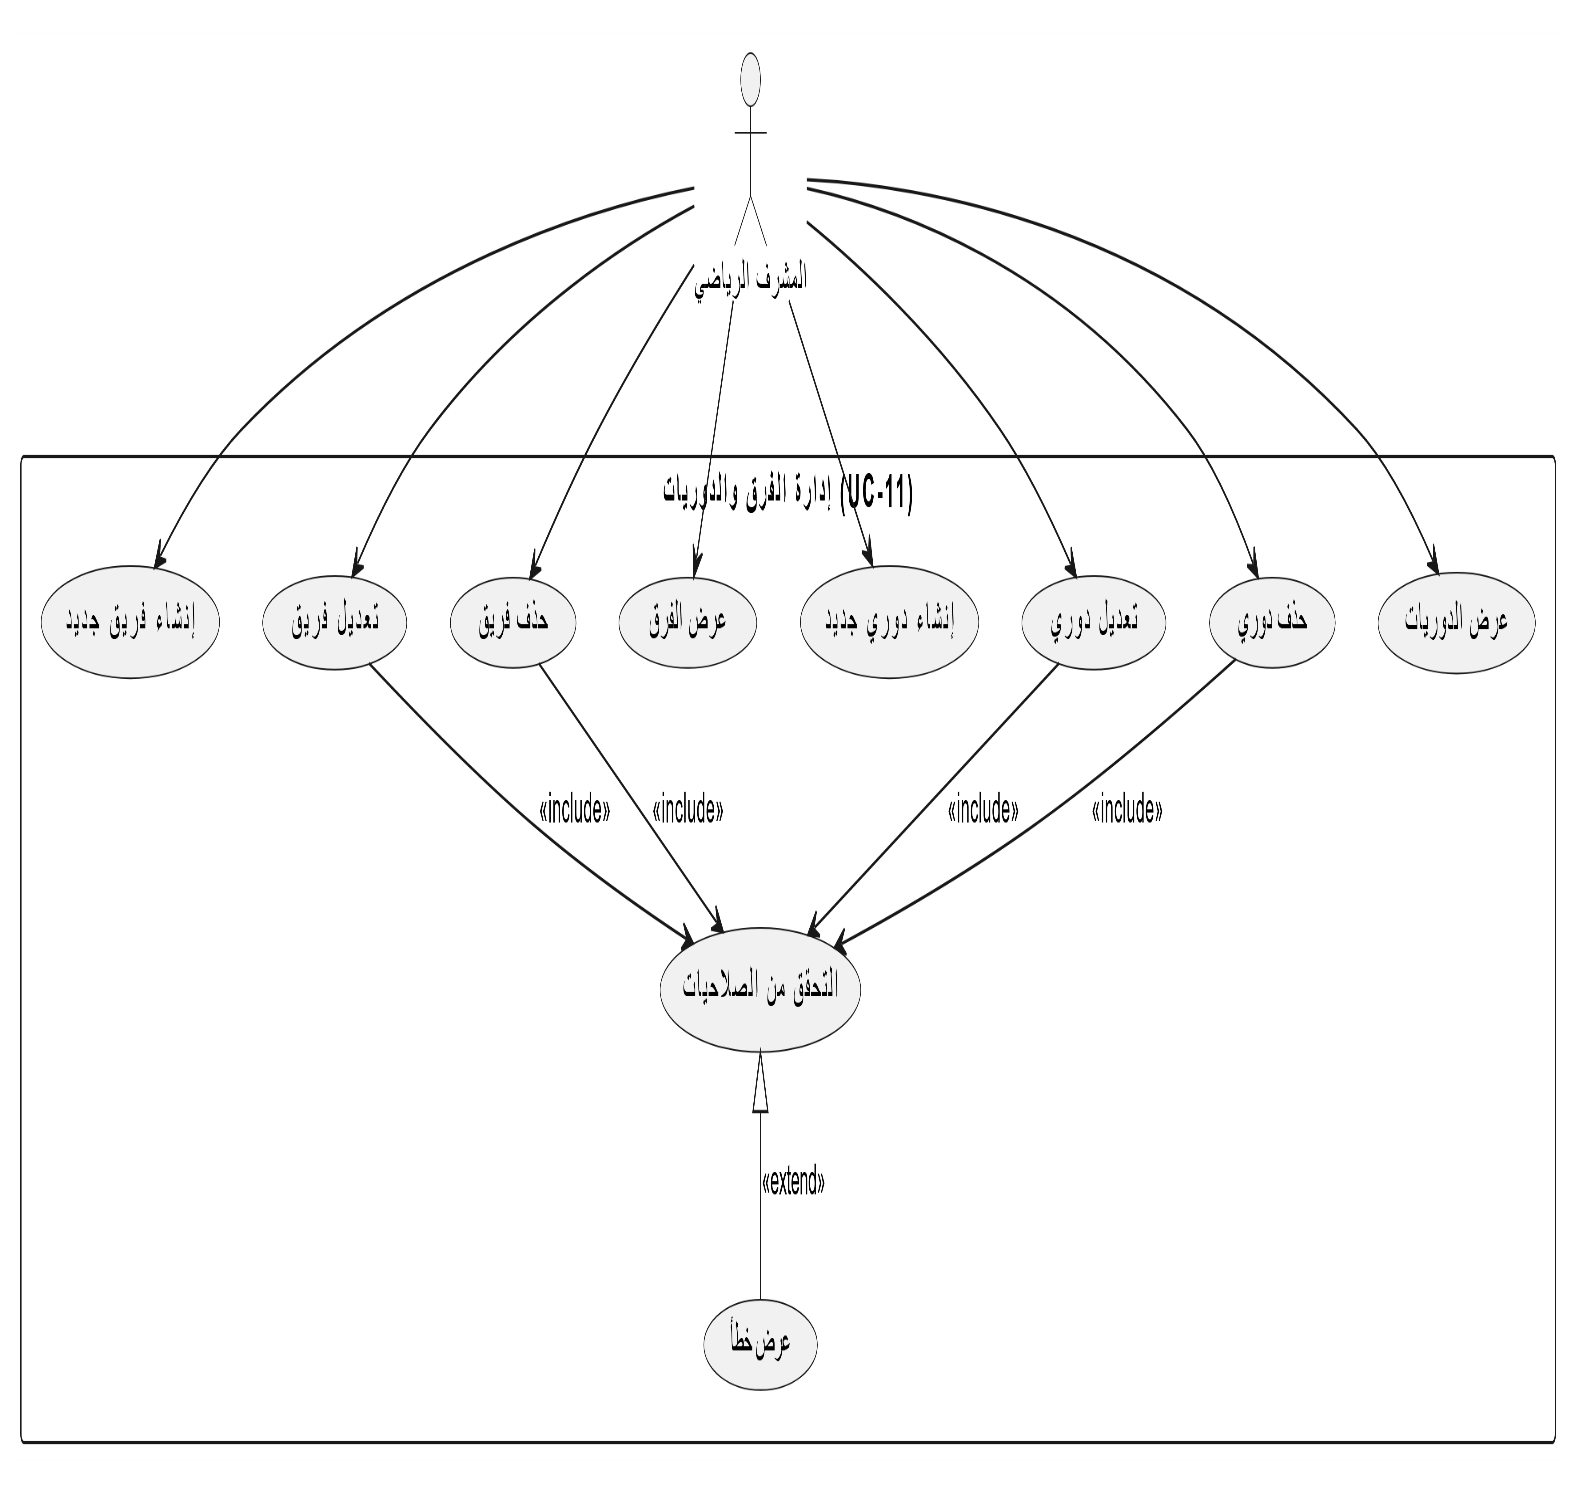 المشرف الرياضي
إدارة الفرق والدوريات (UC-11)
إنشاء فريق جديد
تعديل فريق
حذف فريق
عرض الفرق
إنشاء دوري جديد
تعديل دوري
حذف دوري
عرض الدوريات
«include»
«include»
«include»
«include»
التحقق من الصلاحيات
«extend»
عرض خطأ